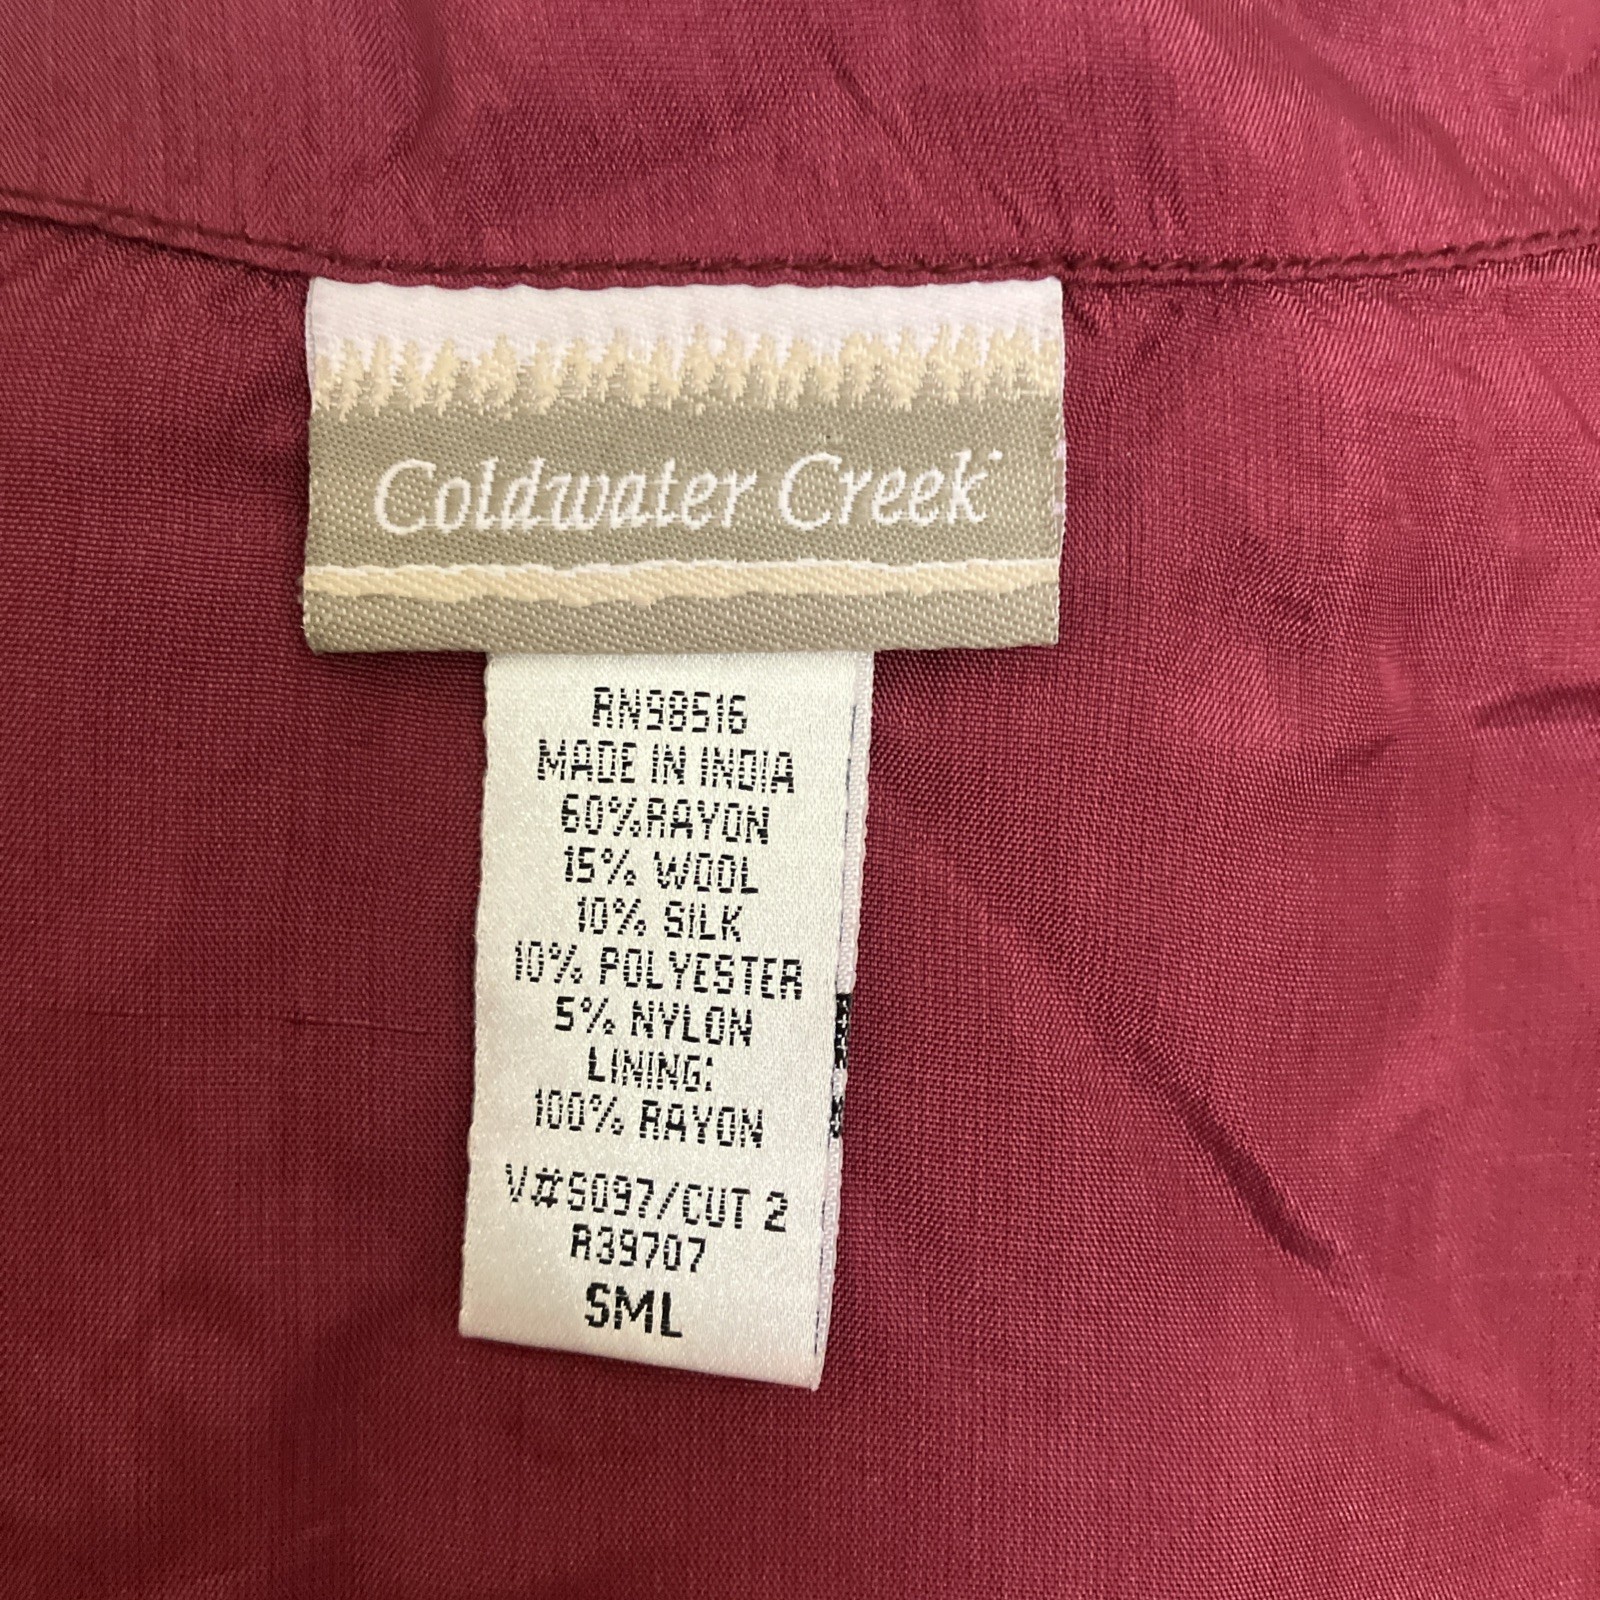 Coldwater Creek
RN98516
MADE IN INDIA
60%RAYON
15% WOOL
10% SILK
10% POLYESTER
5% NYLON
LINING:
100% RAYON
V#6097/CUT 2
R39707
SML